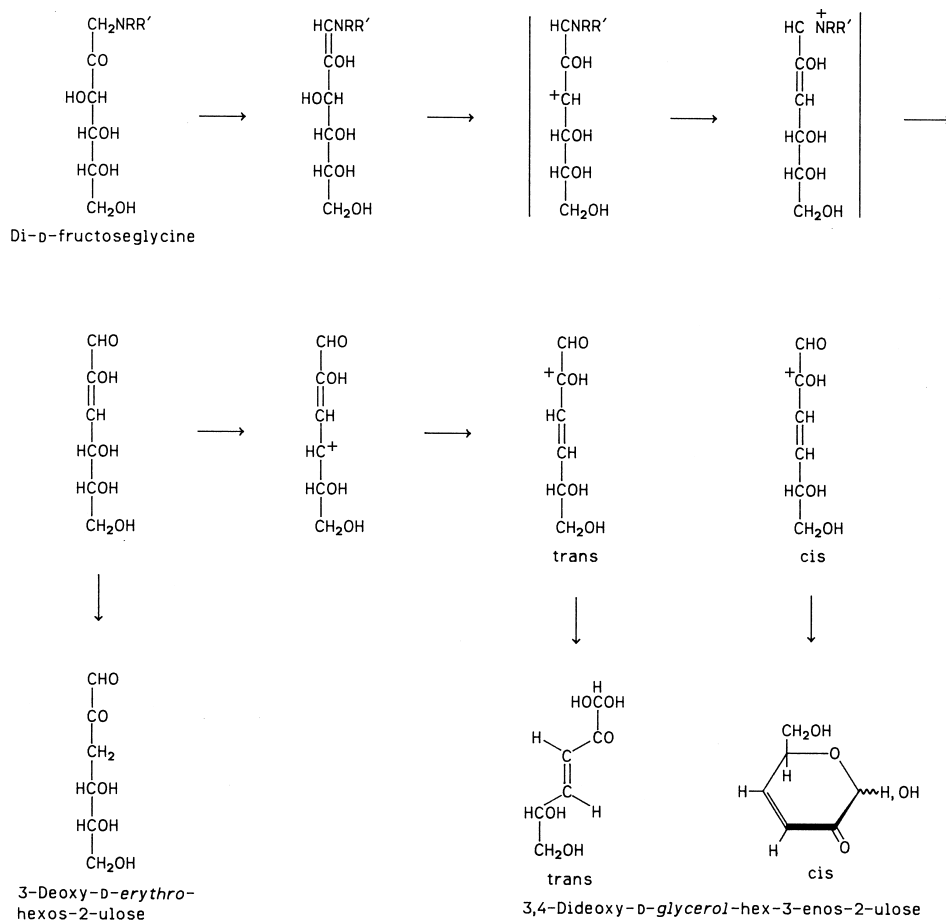 CH₂NRR′
CO
HOCH
HCOH
HCOH
CH₂OH
Di-D-fructoseglycine
HCNRR′
COH
HOCH
HCOH
HCOH
CH₂OH
HCNRR′
COH
+CH
HCOH
HCOH
CH₂OH
+
HC NRR′
COH
CH
HCOH
HCOH
CH₂OH
CHO
COH
CH
HCOH
HCOH
CH₂OH
CHO
COH
CH
HC+
HCOH
CH₂OH
CHO
+COH
HC
CH
HCOH
CH₂OH
trans
CHO
+COH
CH
HC
HCOH
CH₂OH
cis
CHO
CO
CH₂
HCOH
HCOH
CH₂OH
3-Deoxy-D-erythro-
hexos-2-ulose
H
HOCOH
CO
H
C
C
HCOH
H
CH₂OH
trans
CH₂OH
O
H
H
H, OH
H
O
cis
3,4-Dideoxy-D-glycerol-hex-3-enos-2-ulose